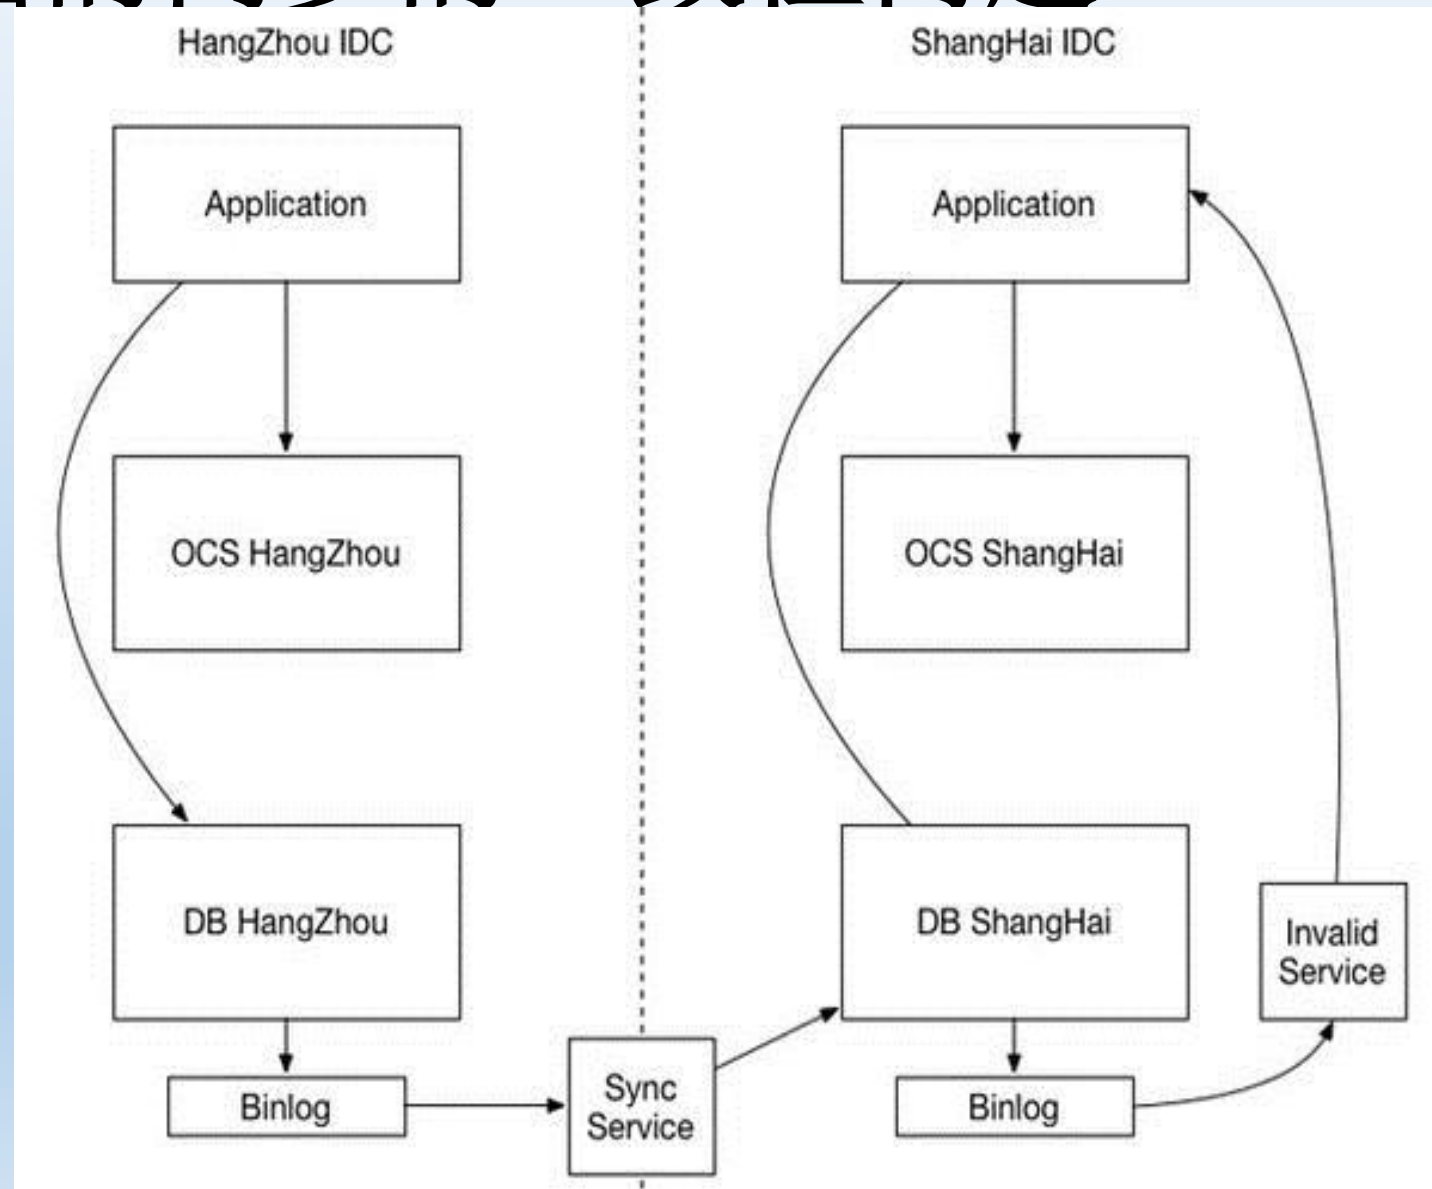 HangZhou IDC
ShangHai IDC
Application
Application
OCS HangZhou
OCS ShangHai
DB HangZhou
DB ShangHai
Invalid
Service
Binlog
Sync
Service
Binlog